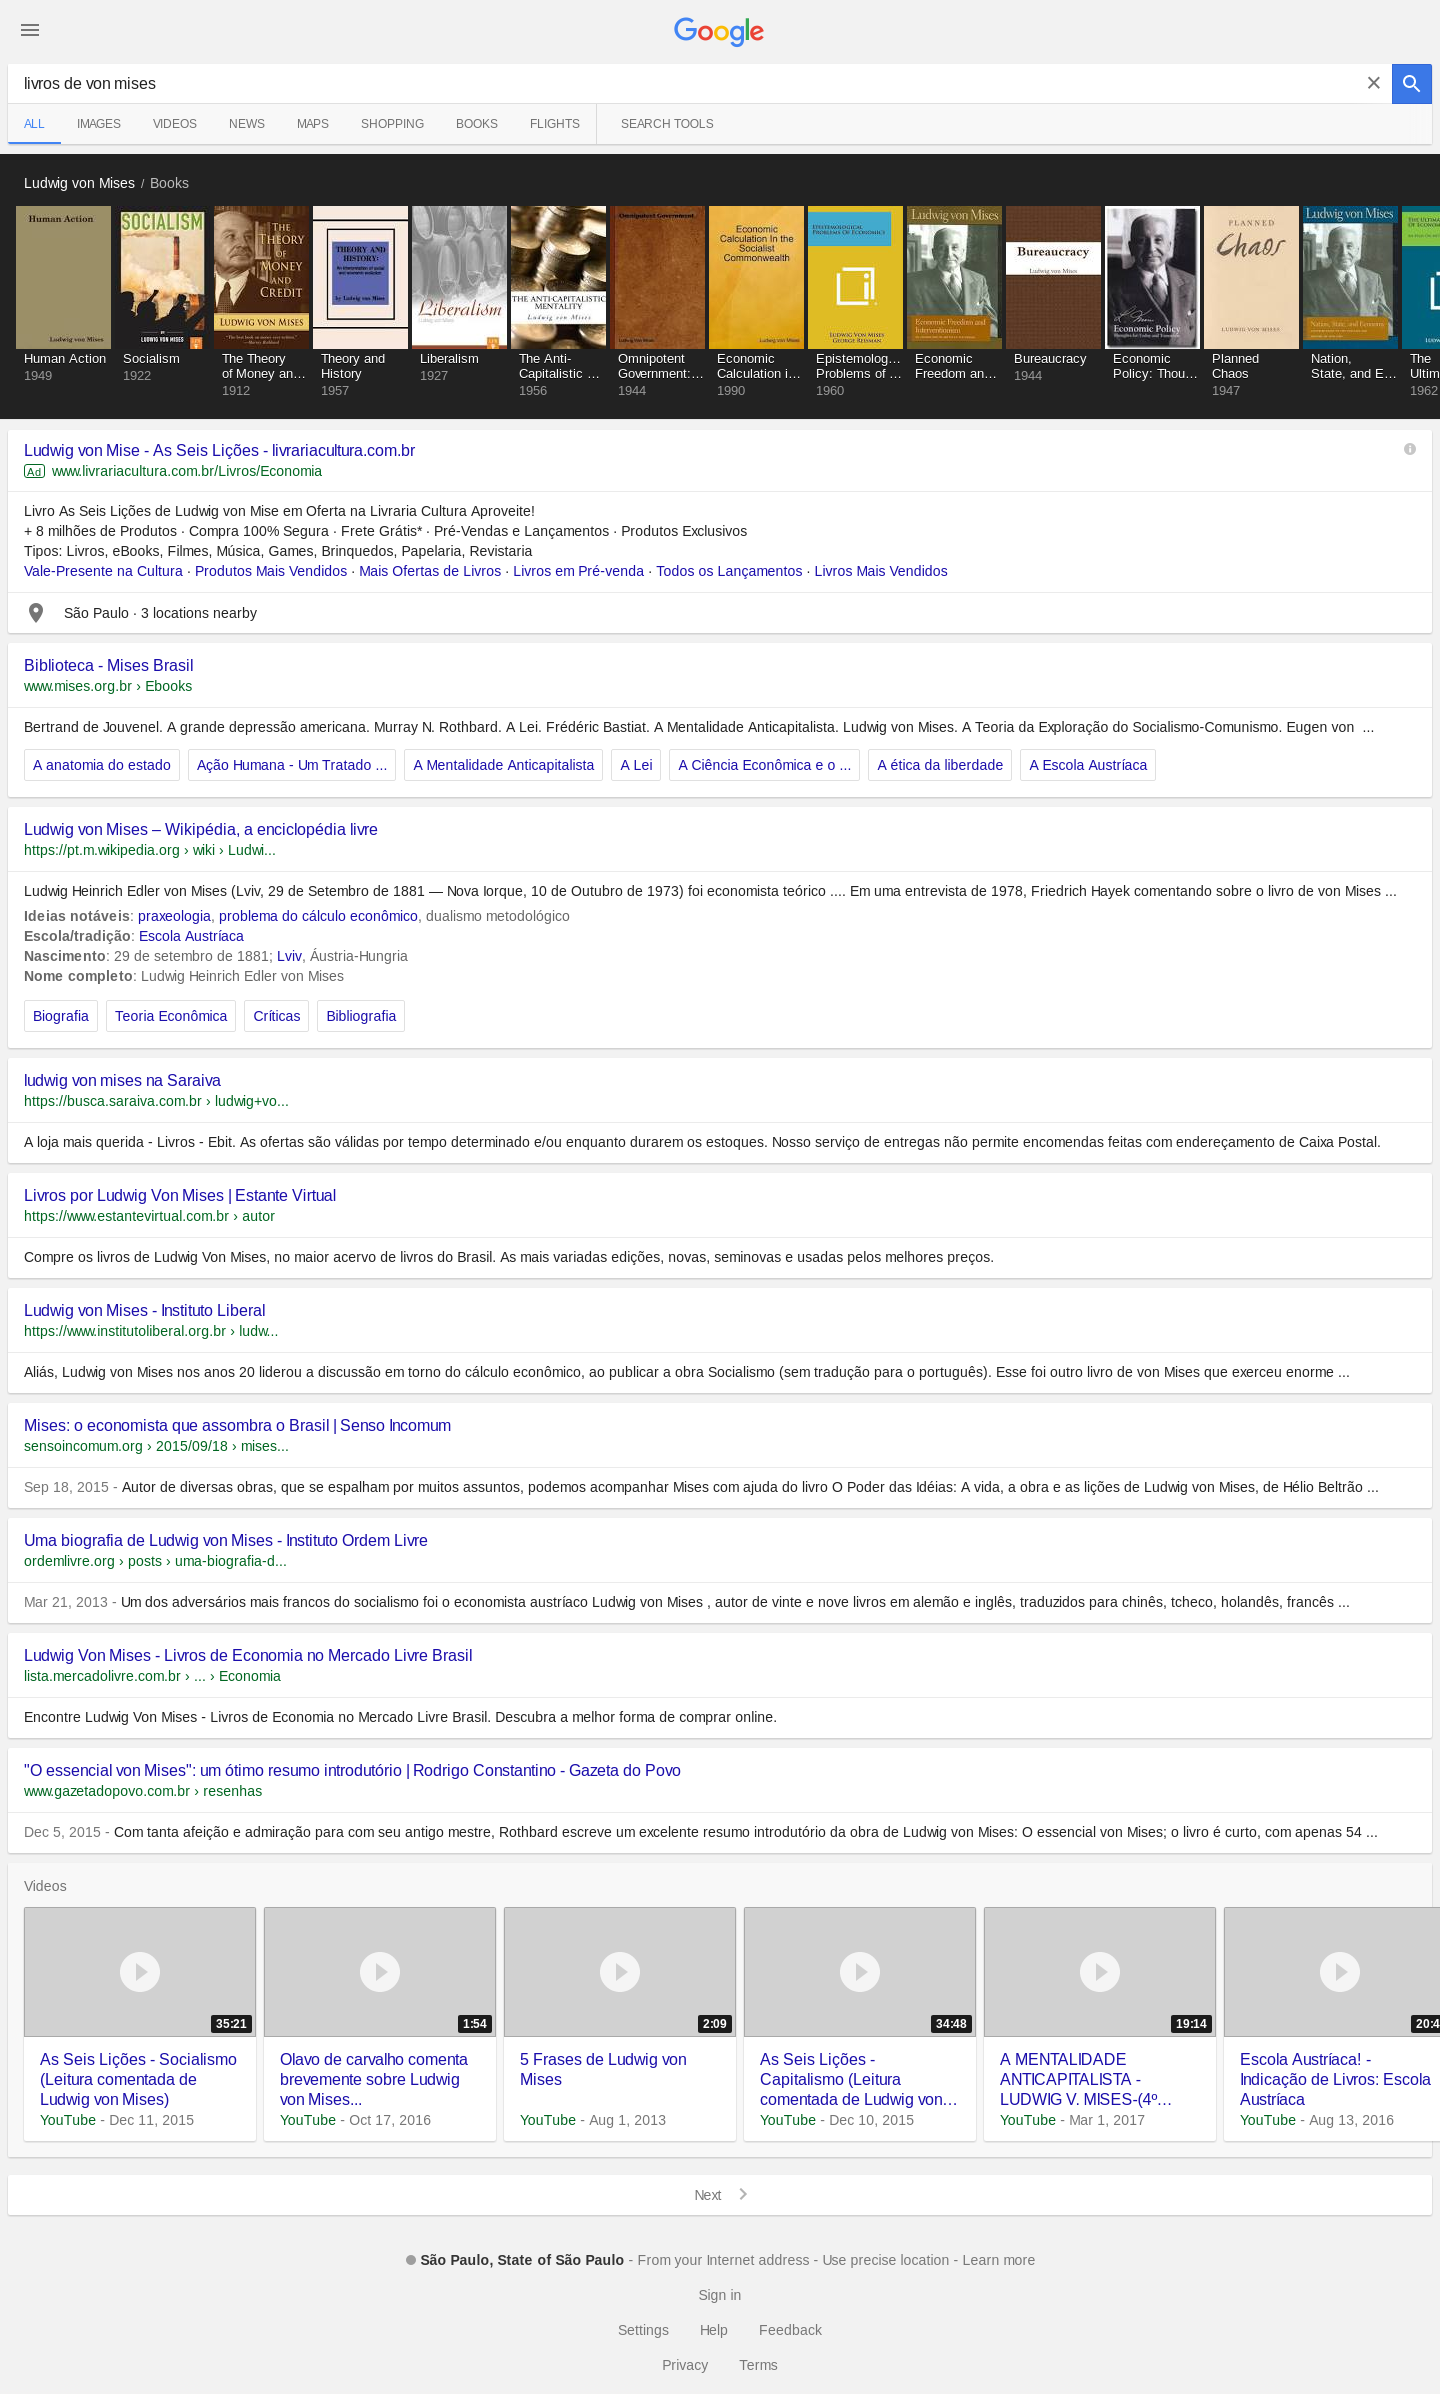 Google
livros de von mises
ALL IMAGES VIDEOS NEWS MAPS SHOPPING BOOKS FLIGHTS SEARCH TOOLS
Ludwig von Mises / Books
Human Action
1949
Socialism
1922
The Theory
of Money an…
1912
Theory and
History
1957
Liberalism
1927
The Anti-
Capitalistic …
1956
Omnipotent
Government:…
1944
Economic
Calculation i…
1990
Epistemolog…
Problems of …
1960
Economic
Freedom an…
Bureaucracy
1944
Economic
Policy: Thou…
Planned
Chaos
1947
Nation,
State, and E…
The
Ultim
1962
Ludwig von Mise - As Seis Lições - livrariacultura.com.br
Ad www.livrariacultura.com.br/Livros/Economia
Livro As Seis Lições de Ludwig von Mise em Oferta na Livraria Cultura Aproveite!
+ 8 milhões de Produtos · Compra 100% Segura · Frete Grátis* · Pré-Vendas e Lançamentos · Produtos Exclusivos
Tipos: Livros, eBooks, Filmes, Música, Games, Brinquedos, Papelaria, Revistaria
Vale-Presente na Cultura · Produtos Mais Vendidos · Mais Ofertas de Livros · Livros em Pré-venda · Todos os Lançamentos · Livros Mais Vendidos
São Paulo · 3 locations nearby
Biblioteca - Mises Brasil
www.mises.org.br › Ebooks
Bertrand de Jouvenel. A grande depressão americana. Murray N. Rothbard. A Lei. Frédéric Bastiat. A Mentalidade Anticapitalista. Ludwig von Mises. A Teoria da Exploração do Socialismo-Comunismo. Eugen von ...
A anatomia do estado Ação Humana - Um Tratado ... A Mentalidade Anticapitalista A Lei A Ciência Econômica e o ... A ética da liberdade A Escola Austríaca
Ludwig von Mises – Wikipédia, a enciclopédia livre
https://pt.m.wikipedia.org › wiki › Ludwi...
Ludwig Heinrich Edler von Mises (Lviv, 29 de Setembro de 1881 — Nova Iorque, 10 de Outubro de 1973) foi economista teórico .... Em uma entrevista de 1978, Friedrich Hayek comentando sobre o livro de von Mises ...
Ideias notáveis: praxeologia, problema do cálculo econômico, dualismo metodológico
Escola/tradição: Escola Austríaca
Nascimento: 29 de setembro de 1881; Lviv, Áustria-Hungria
Nome completo: Ludwig Heinrich Edler von Mises
Biografia Teoria Econômica Críticas Bibliografia
ludwig von mises na Saraiva
https://busca.saraiva.com.br › ludwig+vo...
A loja mais querida - Livros - Ebit. As ofertas são válidas por tempo determinado e/ou enquanto durarem os estoques. Nosso serviço de entregas não permite encomendas feitas com endereçamento de Caixa Postal.
Livros por Ludwig Von Mises | Estante Virtual
https://www.estantevirtual.com.br › autor
Compre os livros de Ludwig Von Mises, no maior acervo de livros do Brasil. As mais variadas edições, novas, seminovas e usadas pelos melhores preços.
Ludwig von Mises - Instituto Liberal
https://www.institutoliberal.org.br › ludw...
Aliás, Ludwig von Mises nos anos 20 liderou a discussão em torno do cálculo econômico, ao publicar a obra Socialismo (sem tradução para o português). Esse foi outro livro de von Mises que exerceu enorme ...
Mises: o economista que assombra o Brasil | Senso Incomum
sensoincomum.org › 2015/09/18 › mises...
Sep 18, 2015 - Autor de diversas obras, que se espalham por muitos assuntos, podemos acompanhar Mises com ajuda do livro O Poder das Idéias: A vida, a obra e as lições de Ludwig von Mises, de Hélio Beltrão ...
Uma biografia de Ludwig von Mises - Instituto Ordem Livre
ordemlivre.org › posts › uma-biografia-d...
Mar 21, 2013 - Um dos adversários mais francos do socialismo foi o economista austríaco Ludwig von Mises , autor de vinte e nove livros em alemão e inglês, traduzidos para chinês, tcheco, holandês, francês ...
Ludwig Von Mises - Livros de Economia no Mercado Livre Brasil
lista.mercadolivre.com.br › ... › Economia
Encontre Ludwig Von Mises - Livros de Economia no Mercado Livre Brasil. Descubra a melhor forma de comprar online.
"O essencial von Mises": um ótimo resumo introdutório | Rodrigo Constantino - Gazeta do Povo
www.gazetadopovo.com.br › resenhas
Dec 5, 2015 - Com tanta afeição e admiração para com seu antigo mestre, Rothbard escreve um excelente resumo introdutório da obra de Ludwig von Mises: O essencial von Mises; o livro é curto, com apenas 54 ...
Videos
35:21 1:54 2:09 34:48 19:14 20:4
As Seis Lições - Socialismo
(Leitura comentada de
Ludwig von Mises)
YouTube - Dec 11, 2015
Olavo de carvalho comenta
brevemente sobre Ludwig
von Mises...
YouTube - Oct 17, 2016
5 Frases de Ludwig von
Mises
YouTube - Aug 1, 2013
As Seis Lições -
Capitalismo (Leitura
comentada de Ludwig von…
YouTube - Dec 10, 2015
A MENTALIDADE
ANTICAPITALISTA -
LUDWIG V. MISES-(4º…
YouTube - Mar 1, 2017
Escola Austríaca! -
Indicação de Livros: Escola
Austríaca
YouTube - Aug 13, 2016
Next
São Paulo, State of São Paulo - From your Internet address - Use precise location - Learn more
Sign in
Settings Help Feedback
Privacy Terms